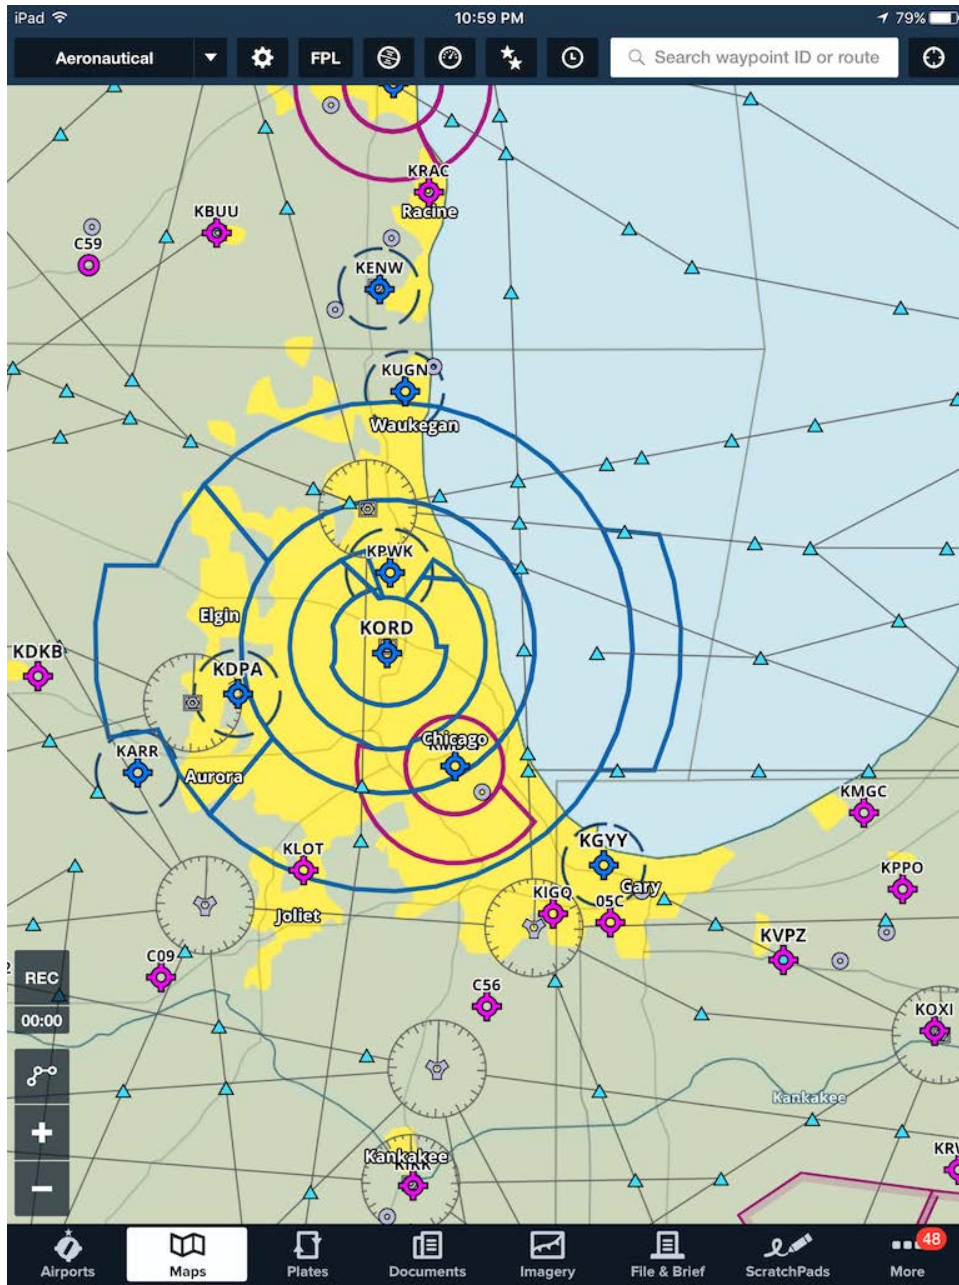 iPad 10:59 PM 79%
Aeronautical FPL Search waypoint ID or route
KRAC
Racine
KBUU
C59
KENW
KUGN
Waukegan
KPWK
Elgin
KORD
KDKB
KDPA
Chicago
KARR
Aurora
KMGC
KLOT
KGYY
KPPO
KIGQ
Gary
05C
Joliet
KVPZ
C09
REC
C56
KOXI
00:00
Kankakee
Kankakee
KIKK
48
Airports Maps Plates Documents Imagery File & Brief ScratchPads More